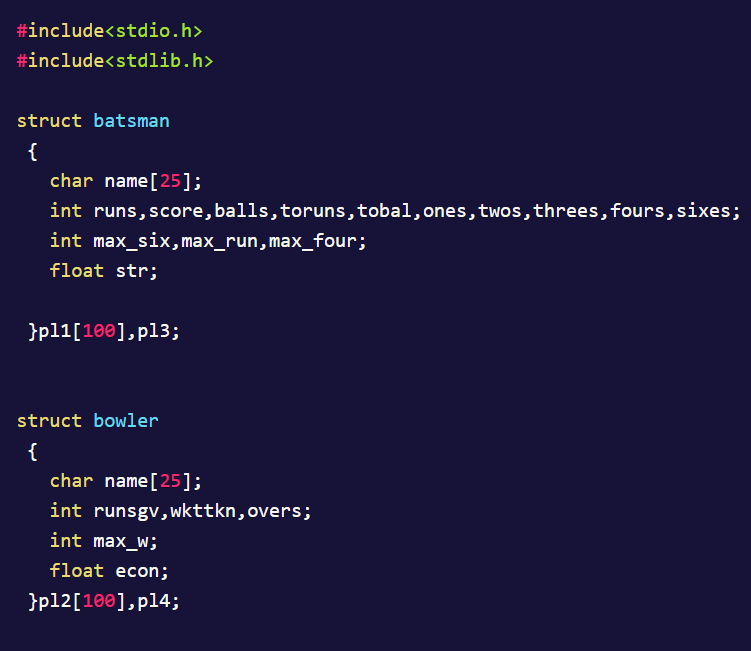 #include<stdio.h>
#include<stdlib.h>
struct batsman
{
char name[25];
int runs,score,balls,toruns,tobal,ones,twos,threes,fours,sixes;
int max_six,max_run,max_four;
float str;
}pl1[100],pl3;
struct bowler
{
char name[25];
int runsgv,wkttkn,overs;
int max_w;
float econ;
}pl2[100],pl4;